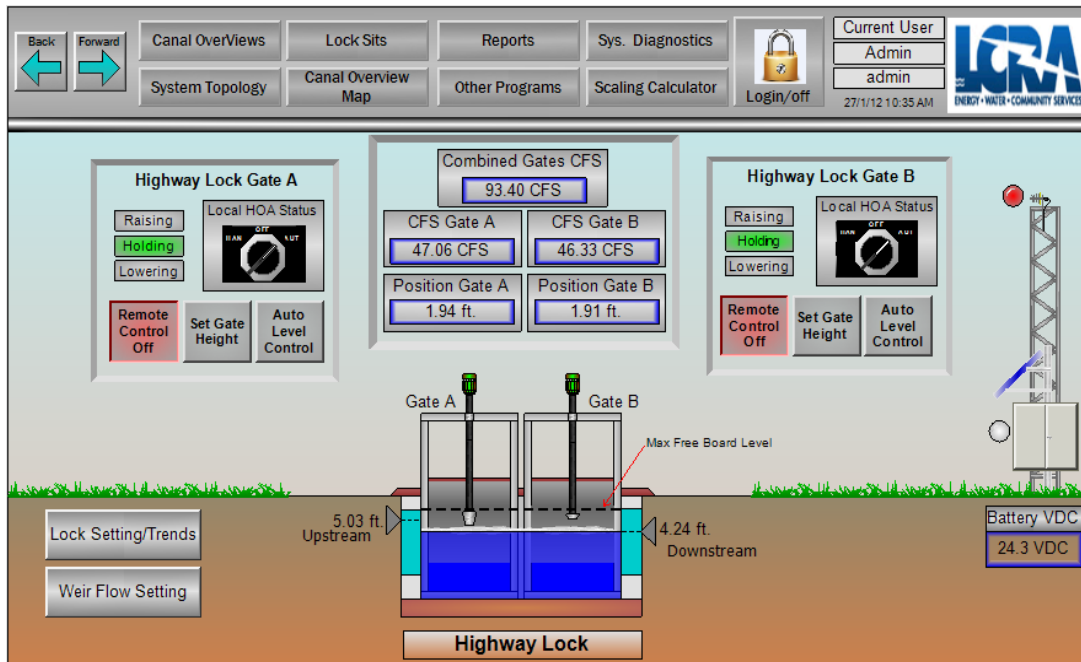 Back
Forward
Canal OverViews
Lock Sits
Reports
Sys. Diagnostics
System Topology
Canal Overview
Map
Other Programs
Scaling Calculator
Login/off
Current User
Admin
admin
27/1/12 10:35 AM
LCRA
ENERGY • WATER • COMMUNITY SERVICES
Highway Lock Gate A
Raising
Holding
Lowering
Local HOA Status
OFF
HAN
AUT
Remote
Control
Off
Set Gate
Height
Auto
Level
Control
Combined Gates CFS
93.40 CFS
CFS Gate A
CFS Gate B
47.06 CFS
46.33 CFS
Position Gate A
Position Gate B
1.94 ft.
1.91 ft.
Highway Lock Gate B
Raising
Holding
Lowering
Local HOA Status
OFF
HAN
AUT
Remote
Control
Off
Set Gate
Height
Auto
Level
Control
Gate A
Gate B
Max Free Board Level
5.03 ft.
Upstream
4.24 ft.
Downstream
Lock Setting/Trends
Weir Flow Setting
Battery VDC
24.3 VDC
Highway Lock